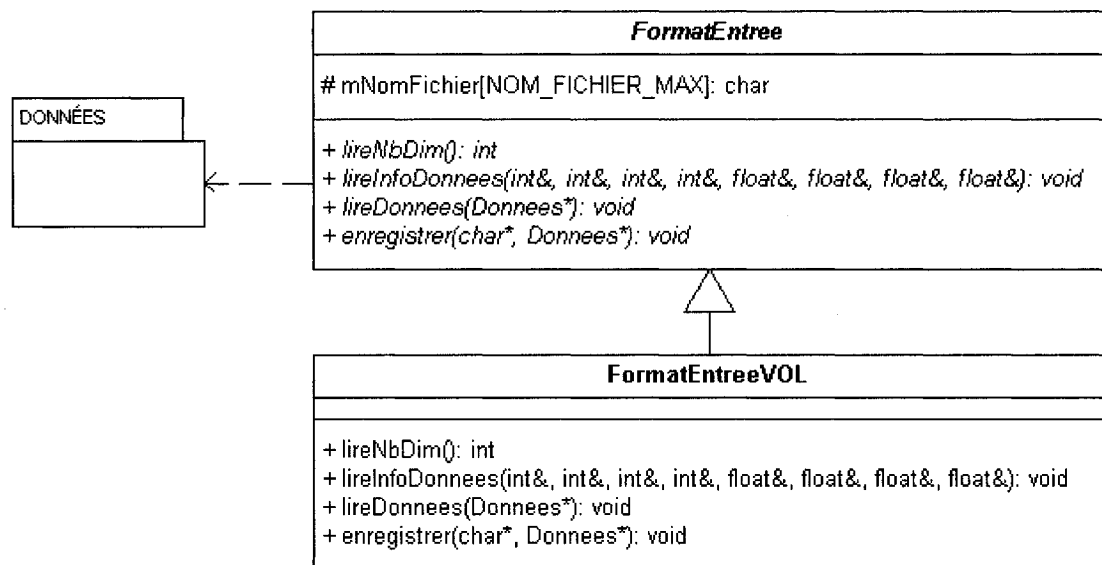 FormatEntree
# mNomFichier[NOM_FICHIER_MAX]: char
DONNÉES
+ lireNbDim(): int
+ lireInfoDonnees(int&, int&, int&, int&, float&, float&, float&, float&): void
+ lireDonnees(Donnees*): void
+ enregistrer(char*, Donnees*): void
FormatEntreeVOL
+ lireNbDim(): int
+ lireInfoDonnees(int&, int&, int&, int&, float&, float&, float&, float&): void
+ lireDonnees(Donnees*): void
+ enregistrer(char*, Donnees*): void